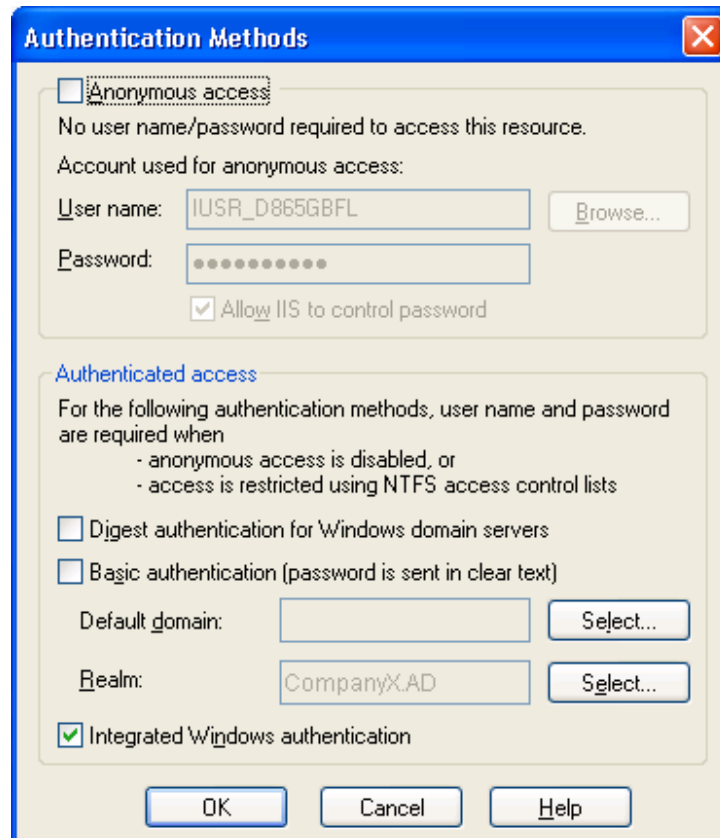 Authentication Methods
Anonymous access
No user name/password required to access this resource.
Account used for anonymous access:
User name: IUSR_D865GBFL Browse...
Password: ●●●●●●●●●●
Allow IIS to control password
Authenticated access
For the following authentication methods, user name and password
are required when
- anonymous access is disabled, or
- access is restricted using NTFS access control lists
Digest authentication for Windows domain servers
Basic authentication (password is sent in clear text)
Default domain: Select...
Realm: CompanyX.AD Select...
Integrated Windows authentication
OK Cancel Help